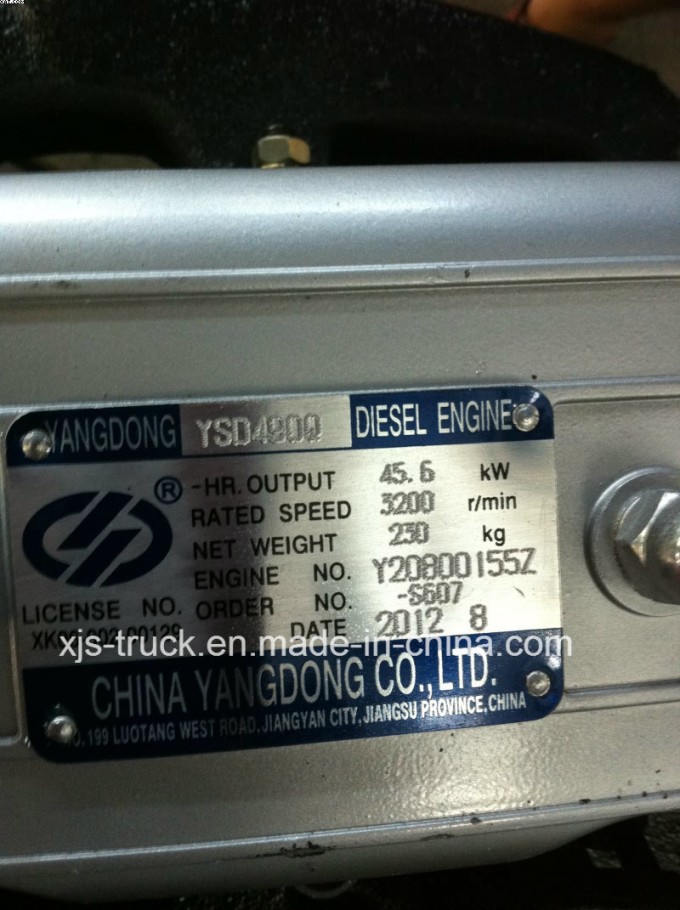 YANGDONG YSD490Q DIESEL ENGINE
®
-HR. OUTPUT 45.6 kW
RATED SPEED 3200 r/min
NET WEIGHT 230 kg
ENGINE NO. Y20800155Z
LICENSE NO. ORDER NO. -S607
DATE 2012 8
xjs-truck.en.made-in-china.com
CHINA YANGDONG CO.,LTD.
NO.199 LUOTANG WEST ROAD,JIANGYAN CITY,JIANGSU PROVINCE,CHINA